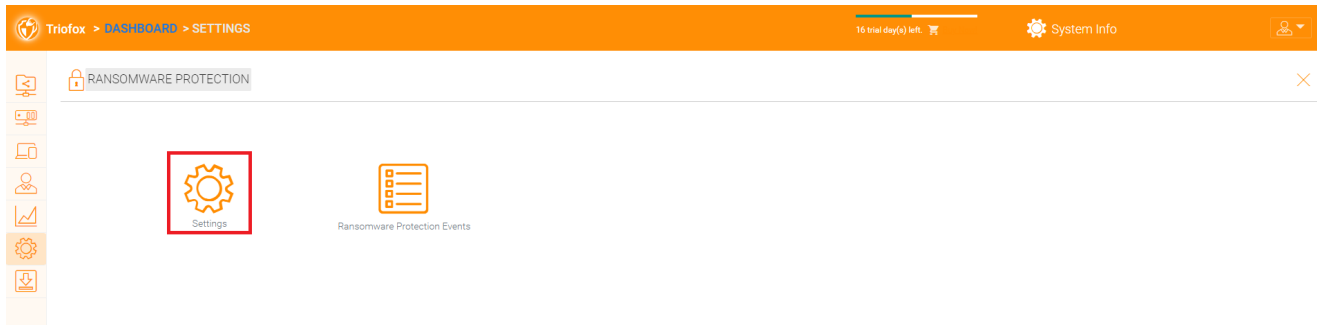 Triofox > DASHBOARD > SETTINGS
16 trial day(s) left.
System Info
RANSOMWARE PROTECTION
Settings
Ransomware Protection Events